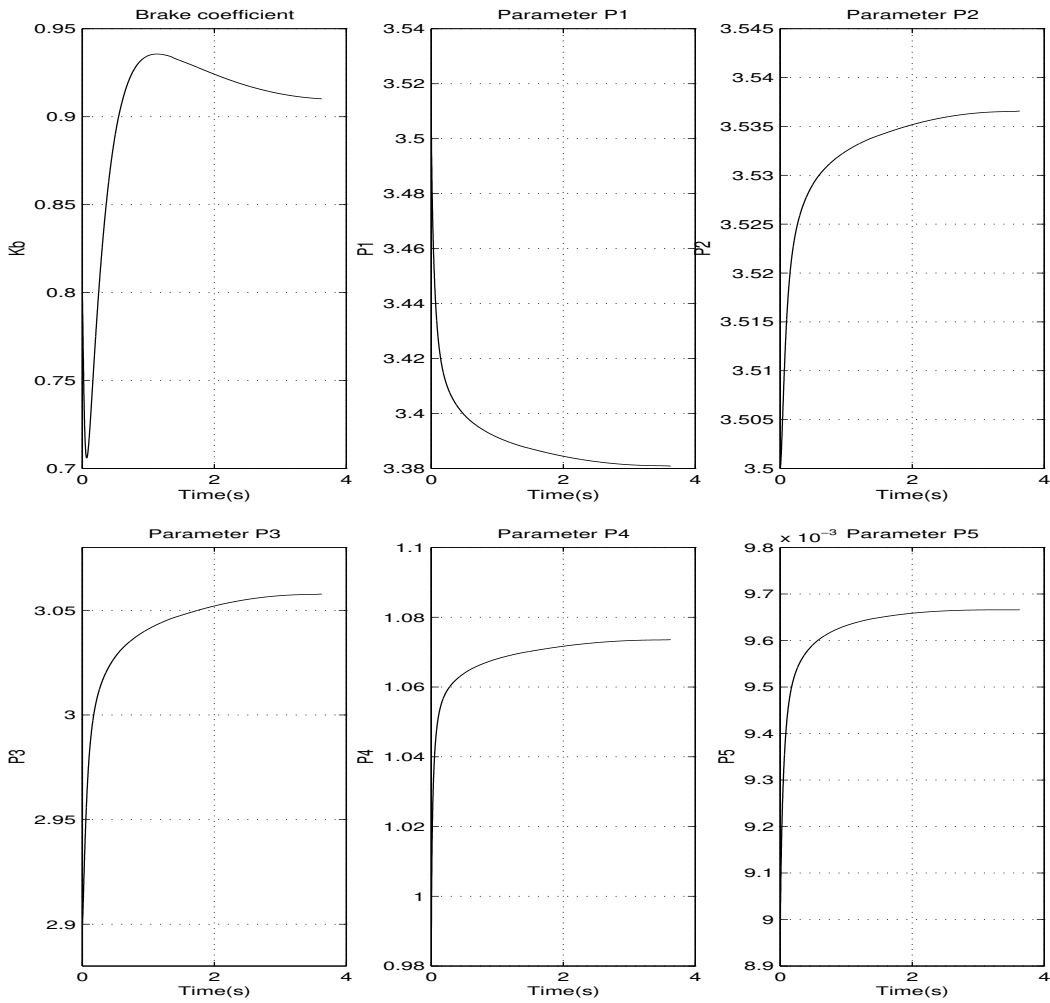 Brake coefficient
0.95
0.9
0.85
0.8
0.75
0.7
Kb
0 2 4
Time(s)
Parameter P1
3.54
3.52
3.5
3.48
3.46
3.44
3.42
3.4
3.38
P1
0 2 4
Time(s)
Parameter P2
3.545
3.54
3.535
3.53
3.525
3.52
3.515
3.51
3.505
3.5
P2
0 2 4
Time(s)
Parameter P3
3.05
3
2.95
2.9
P3
0 2 4
Time(s)
Parameter P4
1.1
1.08
1.06
1.04
1.02
1
0.98
P4
0 2 4
Time(s)
x 10⁻³ Parameter P5
9.8
9.7
9.6
9.5
9.4
9.3
9.2
9.1
9
8.9
P5
0 2 4
Time(s)